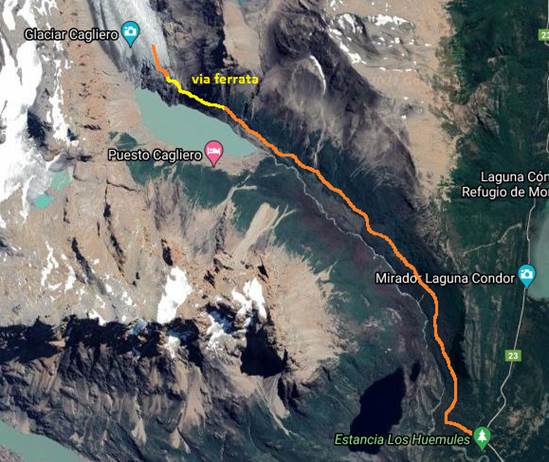 Glaciar Cagliero
23
via ferrata
Puesto Cagliero
Laguna Cón
Refugio de Mo
Mirador Laguna Condor
23
Estancia Los Huemules